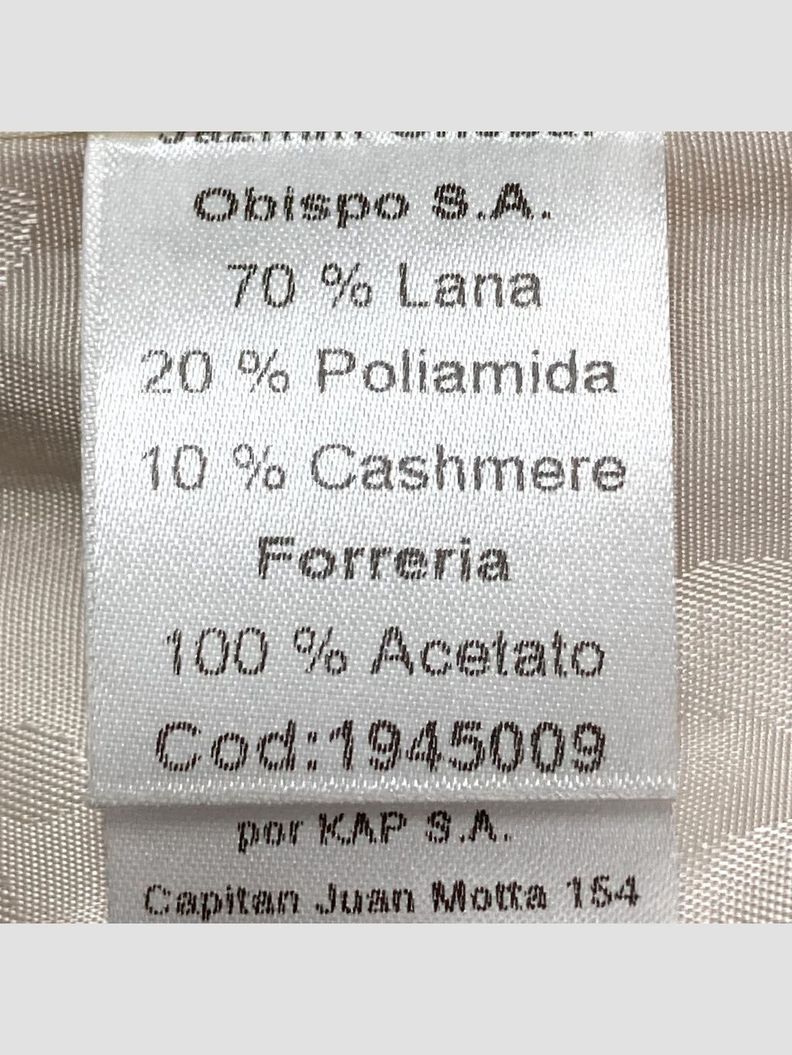 Obispo S.A.
70 % Lana
20 % Poliamida
10 % Cashmere
Forreria
100 % Acetato
Cod:1945009
por KAP S.A.
Capitan Juan Motta 154